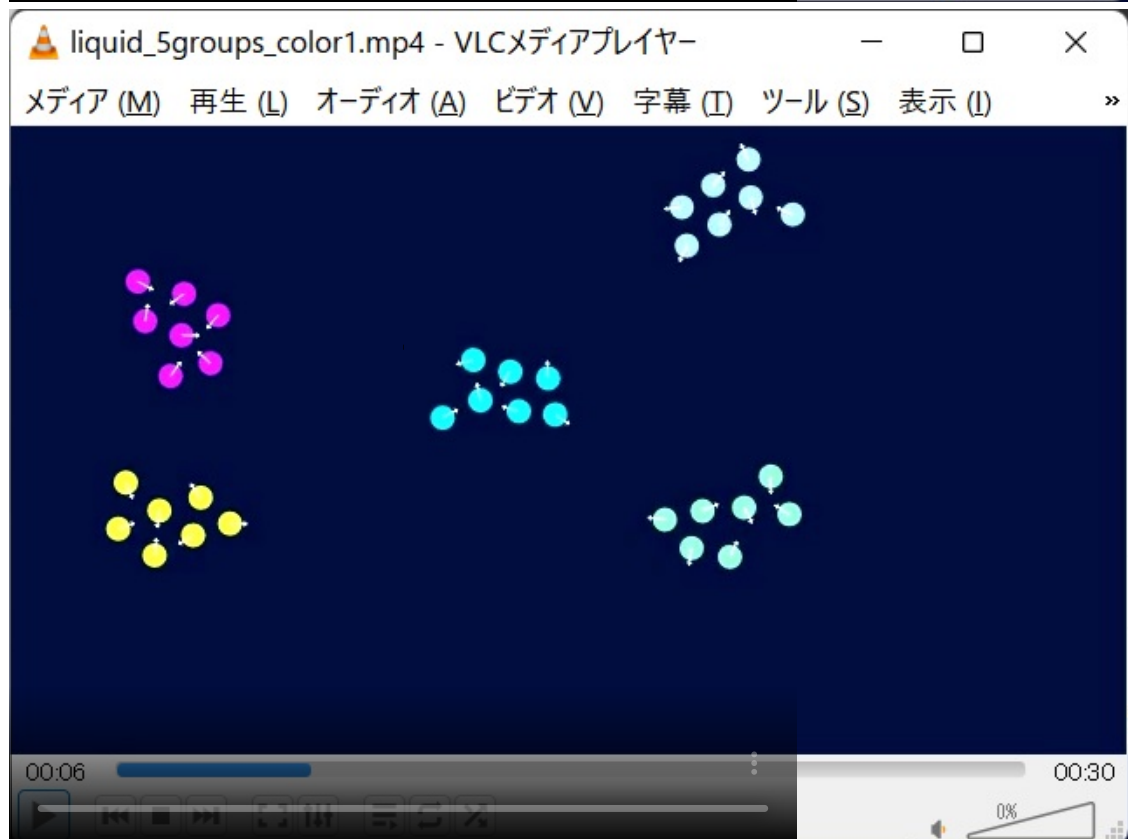 liquid_5groups_color1.mp4 - VLCメディアプレイヤー
メディア (M) 再生 (L) オーディオ (A) ビデオ (V) 字幕 (T) ツール (S) 表示 (I) »
00:06 00:30
0%